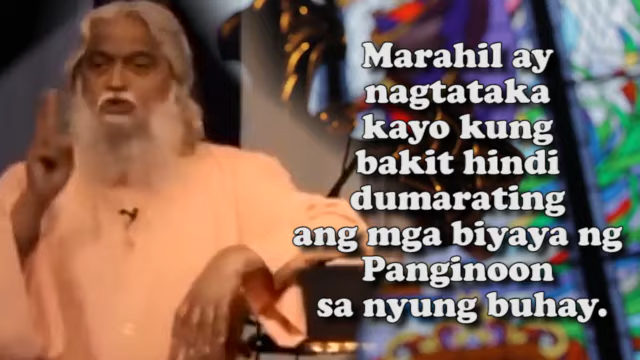 Marahil ay
nagtataka
kayo kung
bakit hindi
dumarating
ang mga biyaya ng
Panginoon
sa nyung buhay.